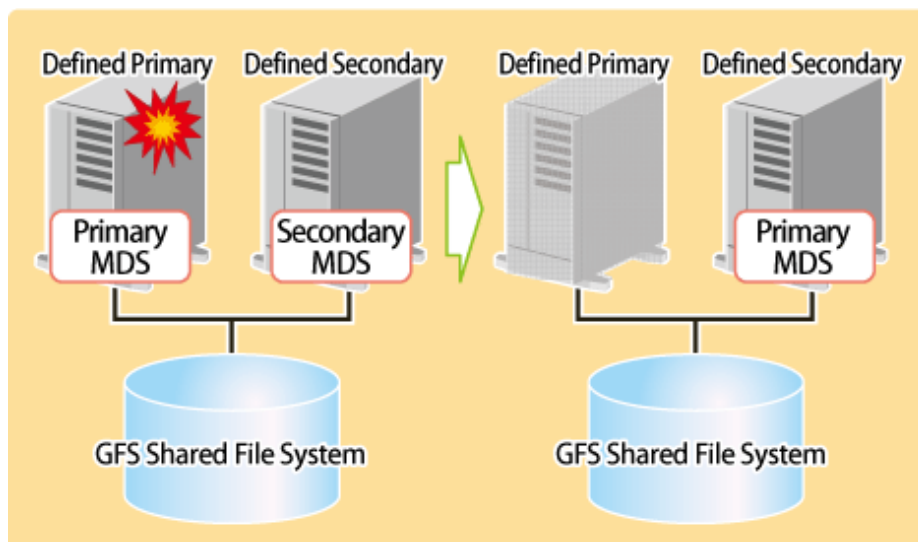 Defined Primary
Defined Secondary
Defined Primary
Defined Secondary
Primary
MDS
Secondary
MDS
Primary
MDS
GFS Shared File System
GFS Shared File System